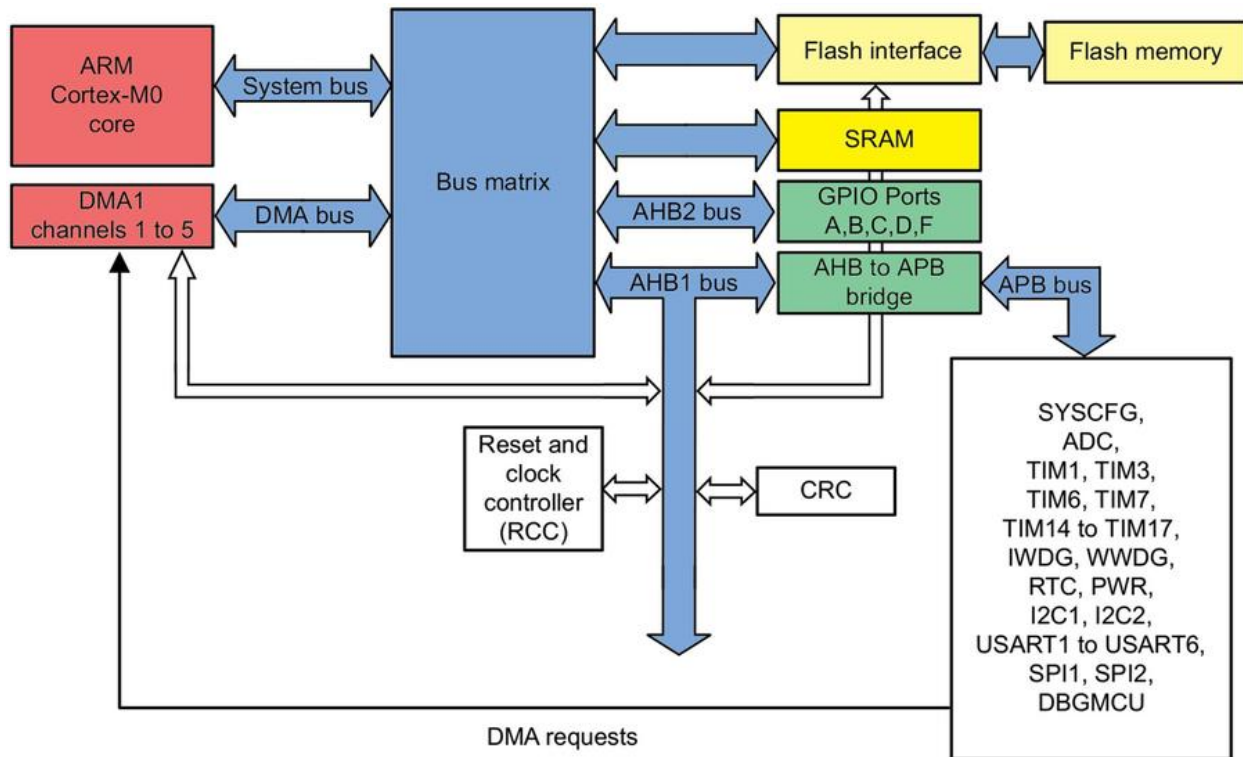 ARM
Cortex-M0
core
System bus
Bus matrix
Flash interface
Flash memory
SRAM
DMA1
channels 1 to 5
DMA bus
AHB2 bus
GPIO Ports
A,B,C,D,F
AHB1 bus
AHB to APB
bridge
APB bus
Reset and
clock
controller
(RCC)
CRC
SYSCFG,
ADC,
TIM1, TIM3,
TIM6, TIM7,
TIM14 to TIM17,
IWDG, WWDG,
RTC, PWR,
I2C1, I2C2,
USART1 to USART6,
SPI1, SPI2,
DBGMCU
DMA requests